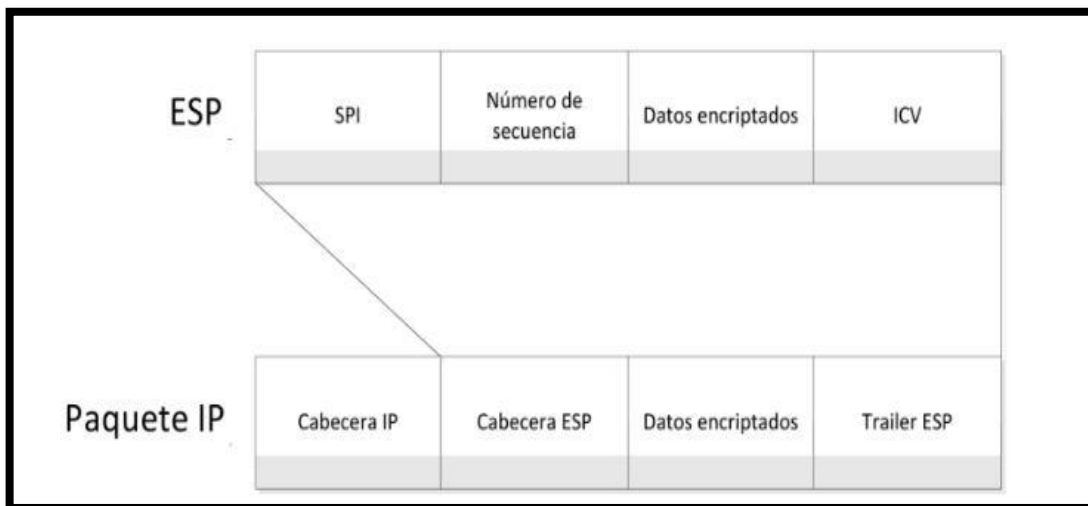 ESP
SPI
Número de
secuencia
Datos encriptados
ICV
Paquete IP
Cabecera IP
Cabecera ESP
Datos encriptados
Trailer ESP